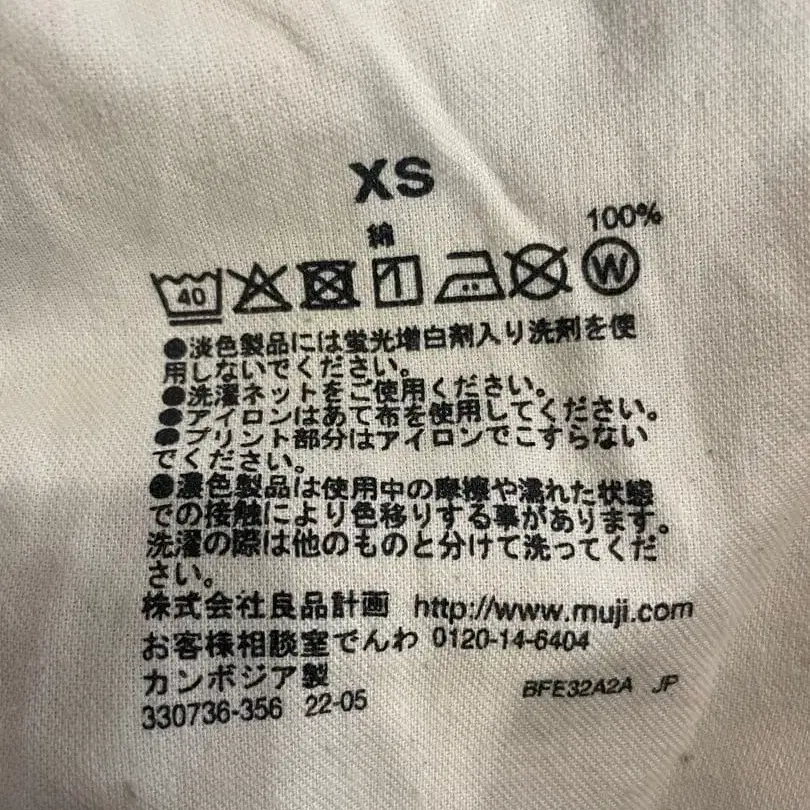 XS
綿 100%
40 W
●淡色製品には蛍光増白剤入り洗剤を使
用しないでください。
●洗濯ネットをご使用ください。
●アイロンはあて布を使用してください。
●プリント部分はアイロンでこすらない
でください。
●濃色製品は使用中の摩擦や濡れた状態
での接触により色移りする事があります。
洗濯の際は他のものと分けて洗ってくだ
さい。
株式会社良品計画 http://www.muji.com
お客様相談室でんわ 0120-14-6404
カンボジア製
330736-356 22-05 BFE32A2A JP